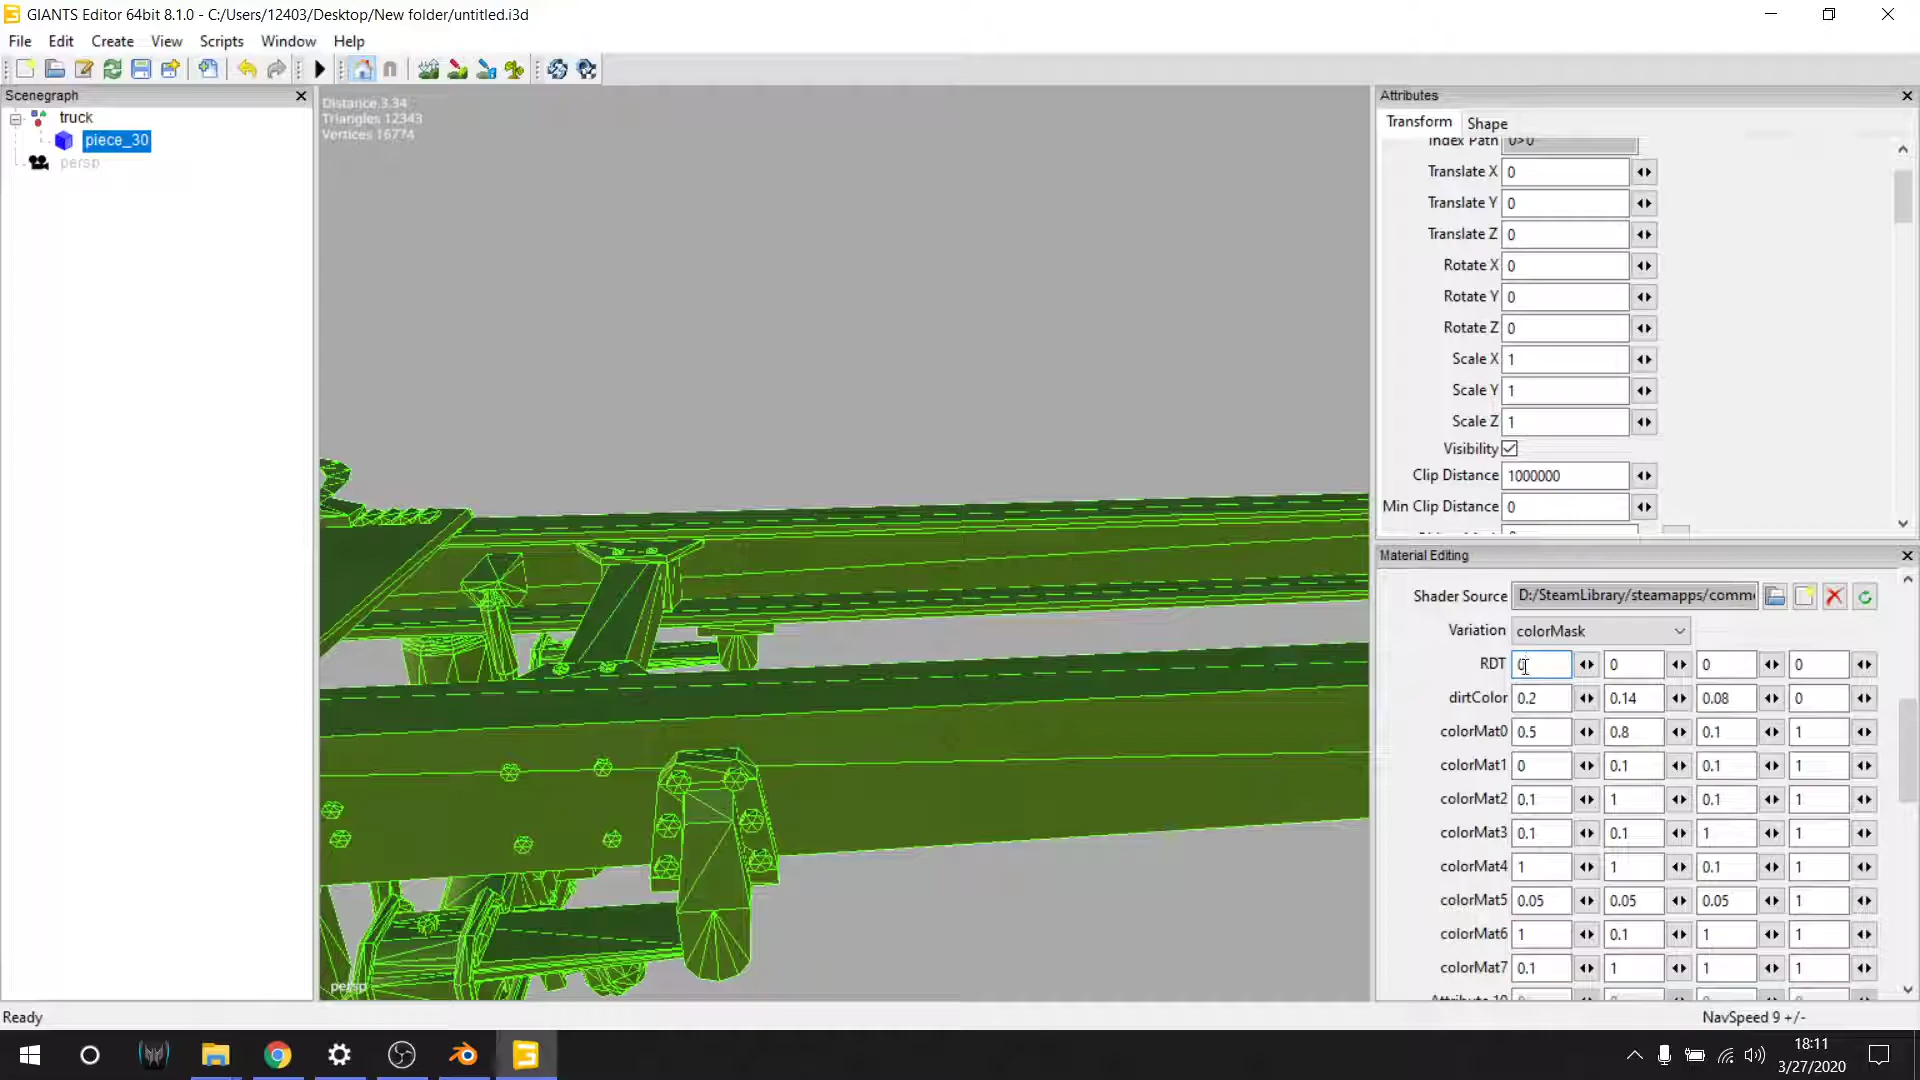 GIANTS Editor 64bit 8.1.0 - C:/Users/12403/Desktop/New folder/untitled.i3d
File Edit Create View Scripts Window Help
Scenegraph
truck
piece_30
persp
Distance 3.34
Triangles 12343
Vertices 16774
persp
Attributes
Transform Shape
Index Path 0>0
Translate X 0
Translate Y 0
Translate Z 0
Rotate X 0
Rotate Y 0
Rotate Z 0
Scale X 1
Scale Y 1
Scale Z 1
Visibility
Clip Distance 1000000
Min Clip Distance 0
Material Editing
Shader Source D:/SteamLibrary/steamapps/comm
Variation colorMask
RDT 0 0 0 0
dirtColor 0.2 0.14 0.08 0
colorMat0 0.5 0.8 0.1 1
colorMat1 0 0.1 0.1 1
colorMat2 0.1 1 0.1 1
colorMat3 0.1 0.1 1 1
colorMat4 1 1 0.1 1
colorMat5 0.05 0.05 0.05 1
colorMat6 1 0.1 1 1
colorMat7 0.1 1 1 1
Ready
NavSpeed 9 +/-
18:11
3/27/2020